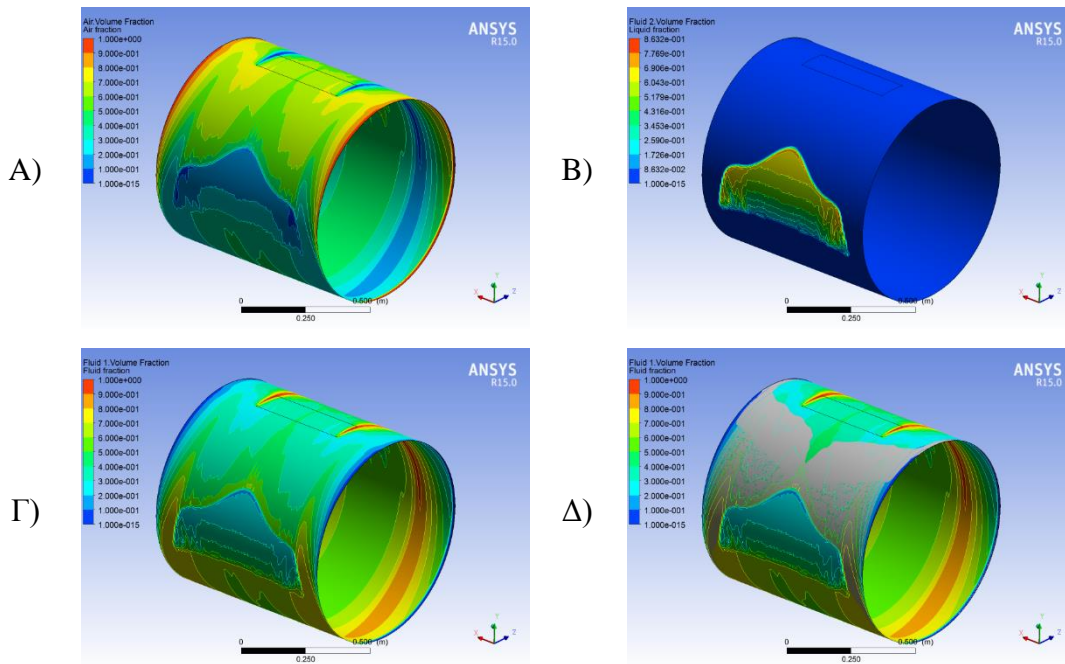 Α)
Air.Volume Fraction
Air fraction
1.000e+000
9.000e-001
8.000e-001
7.000e-001
6.000e-001
5.000e-001
4.000e-001
3.000e-001
2.000e-001
1.000e-001
1.000e-015
ANSYS
R15.0
0
0.500 (m)
0.250
X
Y
Z
Β)
Fluid 2.Volume Fraction
Liquid fraction
8.632e-001
7.769e-001
6.906e-001
6.043e-001
5.179e-001
4.316e-001
3.453e-001
2.590e-001
1.726e-001
8.632e-002
1.000e-015
ANSYS
R15.0
0
0.500 (m)
0.250
X
Y
Z
Γ)
Fluid 1.Volume Fraction
Fluid fraction
1.000e+000
9.000e-001
8.000e-001
7.000e-001
6.000e-001
5.000e-001
4.000e-001
3.000e-001
2.000e-001
1.000e-001
1.000e-015
ANSYS
R15.0
0
0.500 (m)
0.250
X
Y
Z
Δ)
Fluid 1.Volume Fraction
Fluid fraction
1.000e+000
9.000e-001
8.000e-001
7.000e-001
6.000e-001
5.000e-001
4.000e-001
3.000e-001
2.000e-001
1.000e-001
1.000e-015
ANSYS
R15.0
0
0.500 (m)
0.250
X
Y
Z